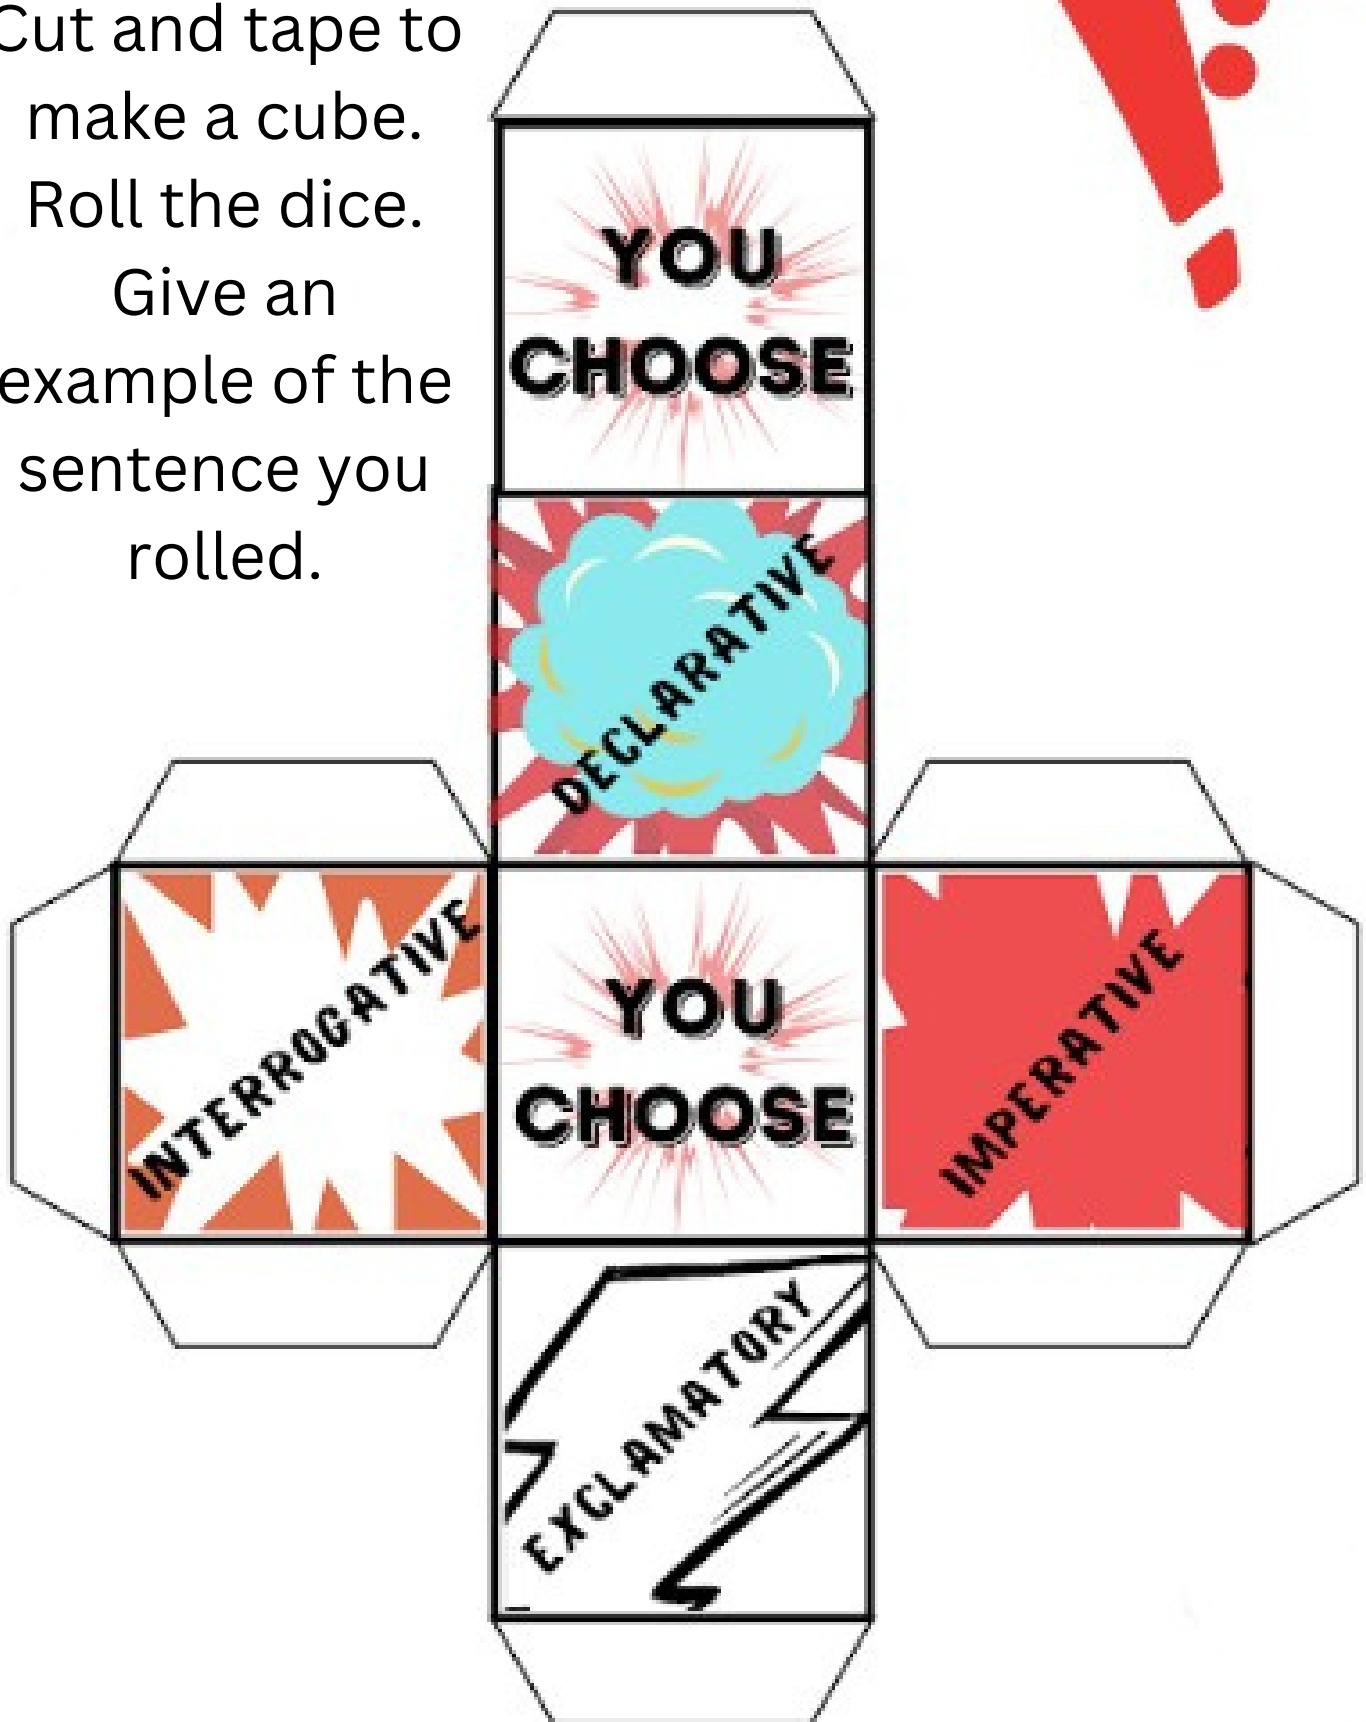 Cut and tape to
make a cube.
Roll the dice.
Give an
example of the
sentence you
rolled.
YOU
CHOOSE
DECLARATIVE
INTERROGATIVE
YOU
CHOOSE
IMPERATIVE
EXCLAMATORY